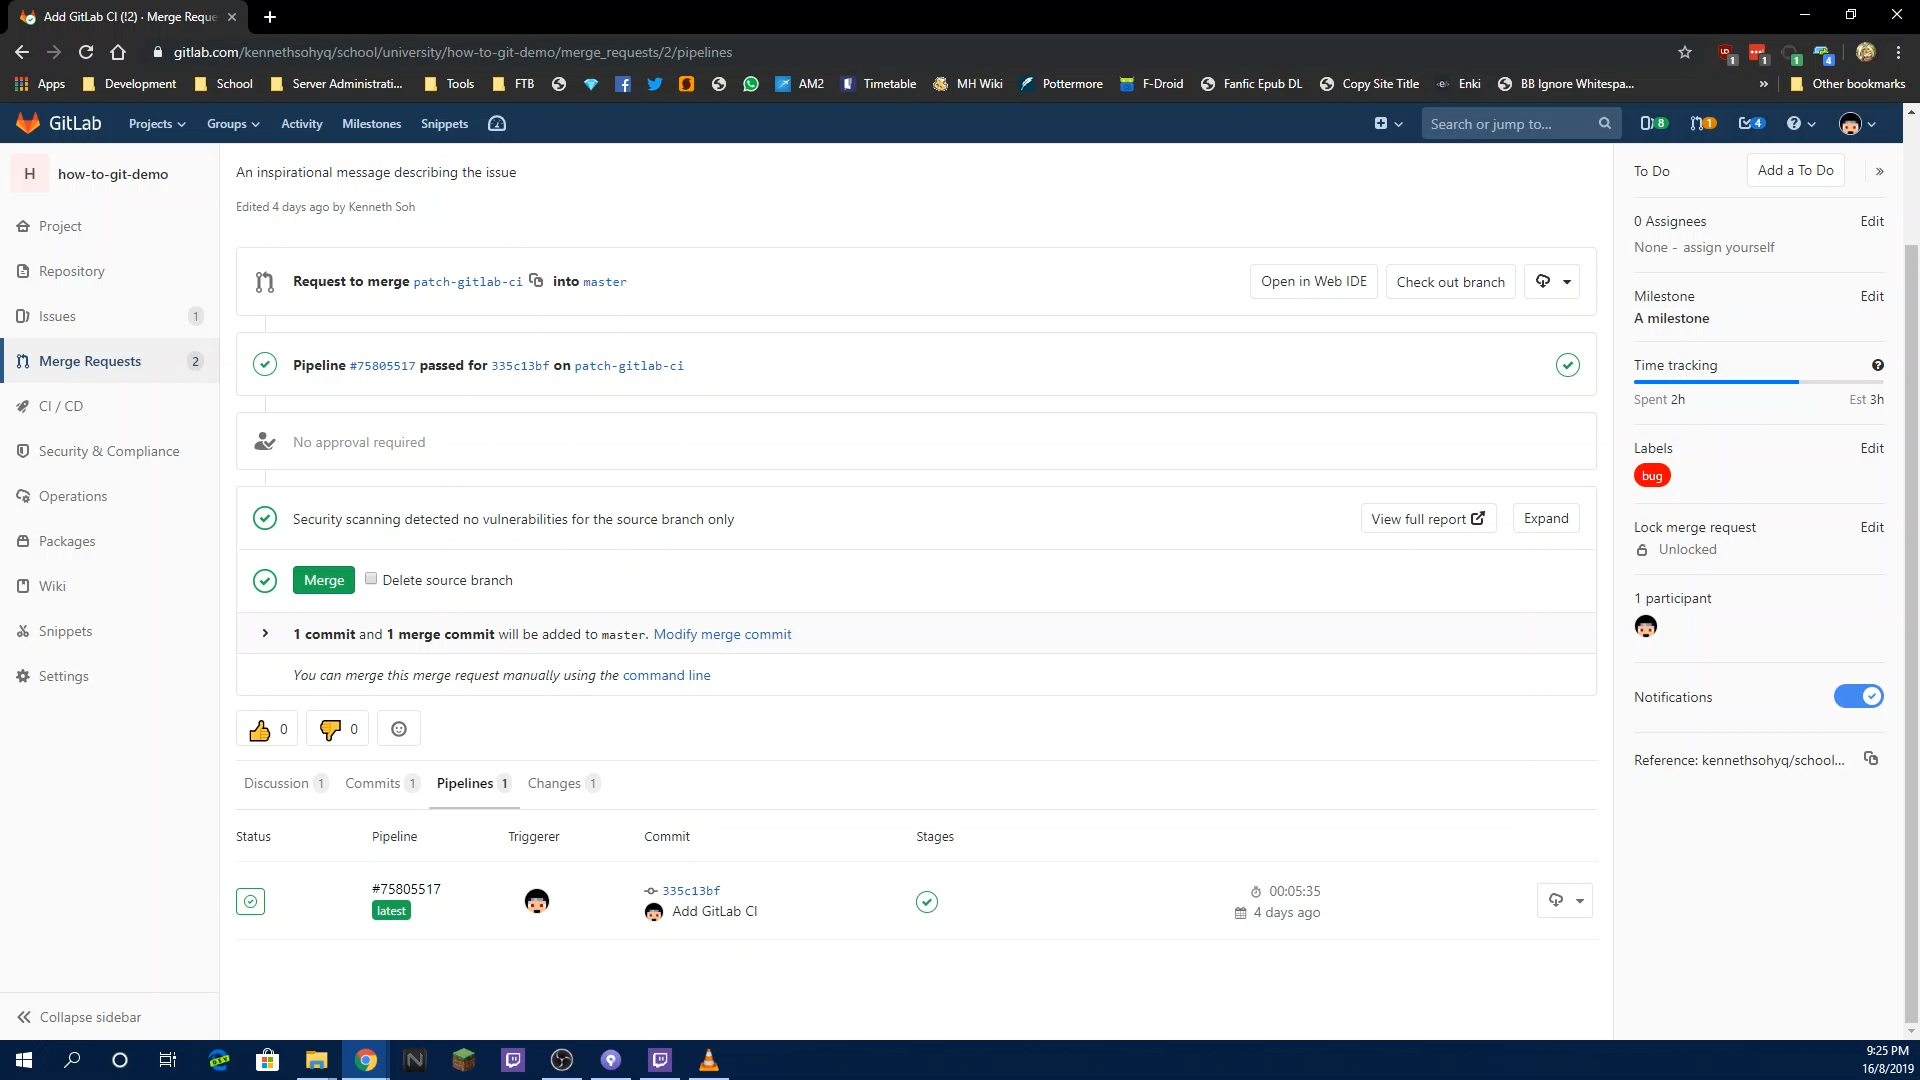 Add GitLab CI (!2) · Merge Reque
gitlab.com/kennethsohyq/school/university/how-to-git-demo/merge_requests/2/pipelines
1 1 1 4
Apps Development School Server Administrati... Tools FTB AM2 Timetable MH Wiki Pottermore F-Droid Fanfic Epub DL Copy Site Title Enki BB Ignore Whitespa... » Other bookmarks
GitLab Projects Groups Activity Milestones Snippets Search or jump to... 8 1 4
H how-to-git-demo
Project
Repository
Issues 1
Merge Requests 2
CI / CD
Security & Compliance
Operations
Packages
Wiki
Snippets
Settings
Collapse sidebar
An inspirational message describing the issue
Edited 4 days ago by Kenneth Soh
Request to merge patch-gitlab-ci into master
Open in Web IDE Check out branch
Pipeline #75805517 passed for 335c13bf on patch-gitlab-ci
No approval required
Security scanning detected no vulnerabilities for the source branch only
View full report Expand
Merge Delete source branch
1 commit and 1 merge commit will be added to master. Modify merge commit
You can merge this merge request manually using the command line
0 0
Discussion 1 Commits 1 Pipelines 1 Changes 1
Status Pipeline Triggerer Commit Stages
#75805517
latest
335c13bf
Add GitLab CI
00:05:35
4 days ago
To Do Add a To Do »
0 Assignees Edit
None - assign yourself
Milestone Edit
A milestone
Time tracking
Spent 2h Est 3h
Labels Edit
bug
Lock merge request Edit
Unlocked
1 participant
Notifications
Reference: kennethsohyq/school...
DEV
N
9:25 PM
16/8/2019